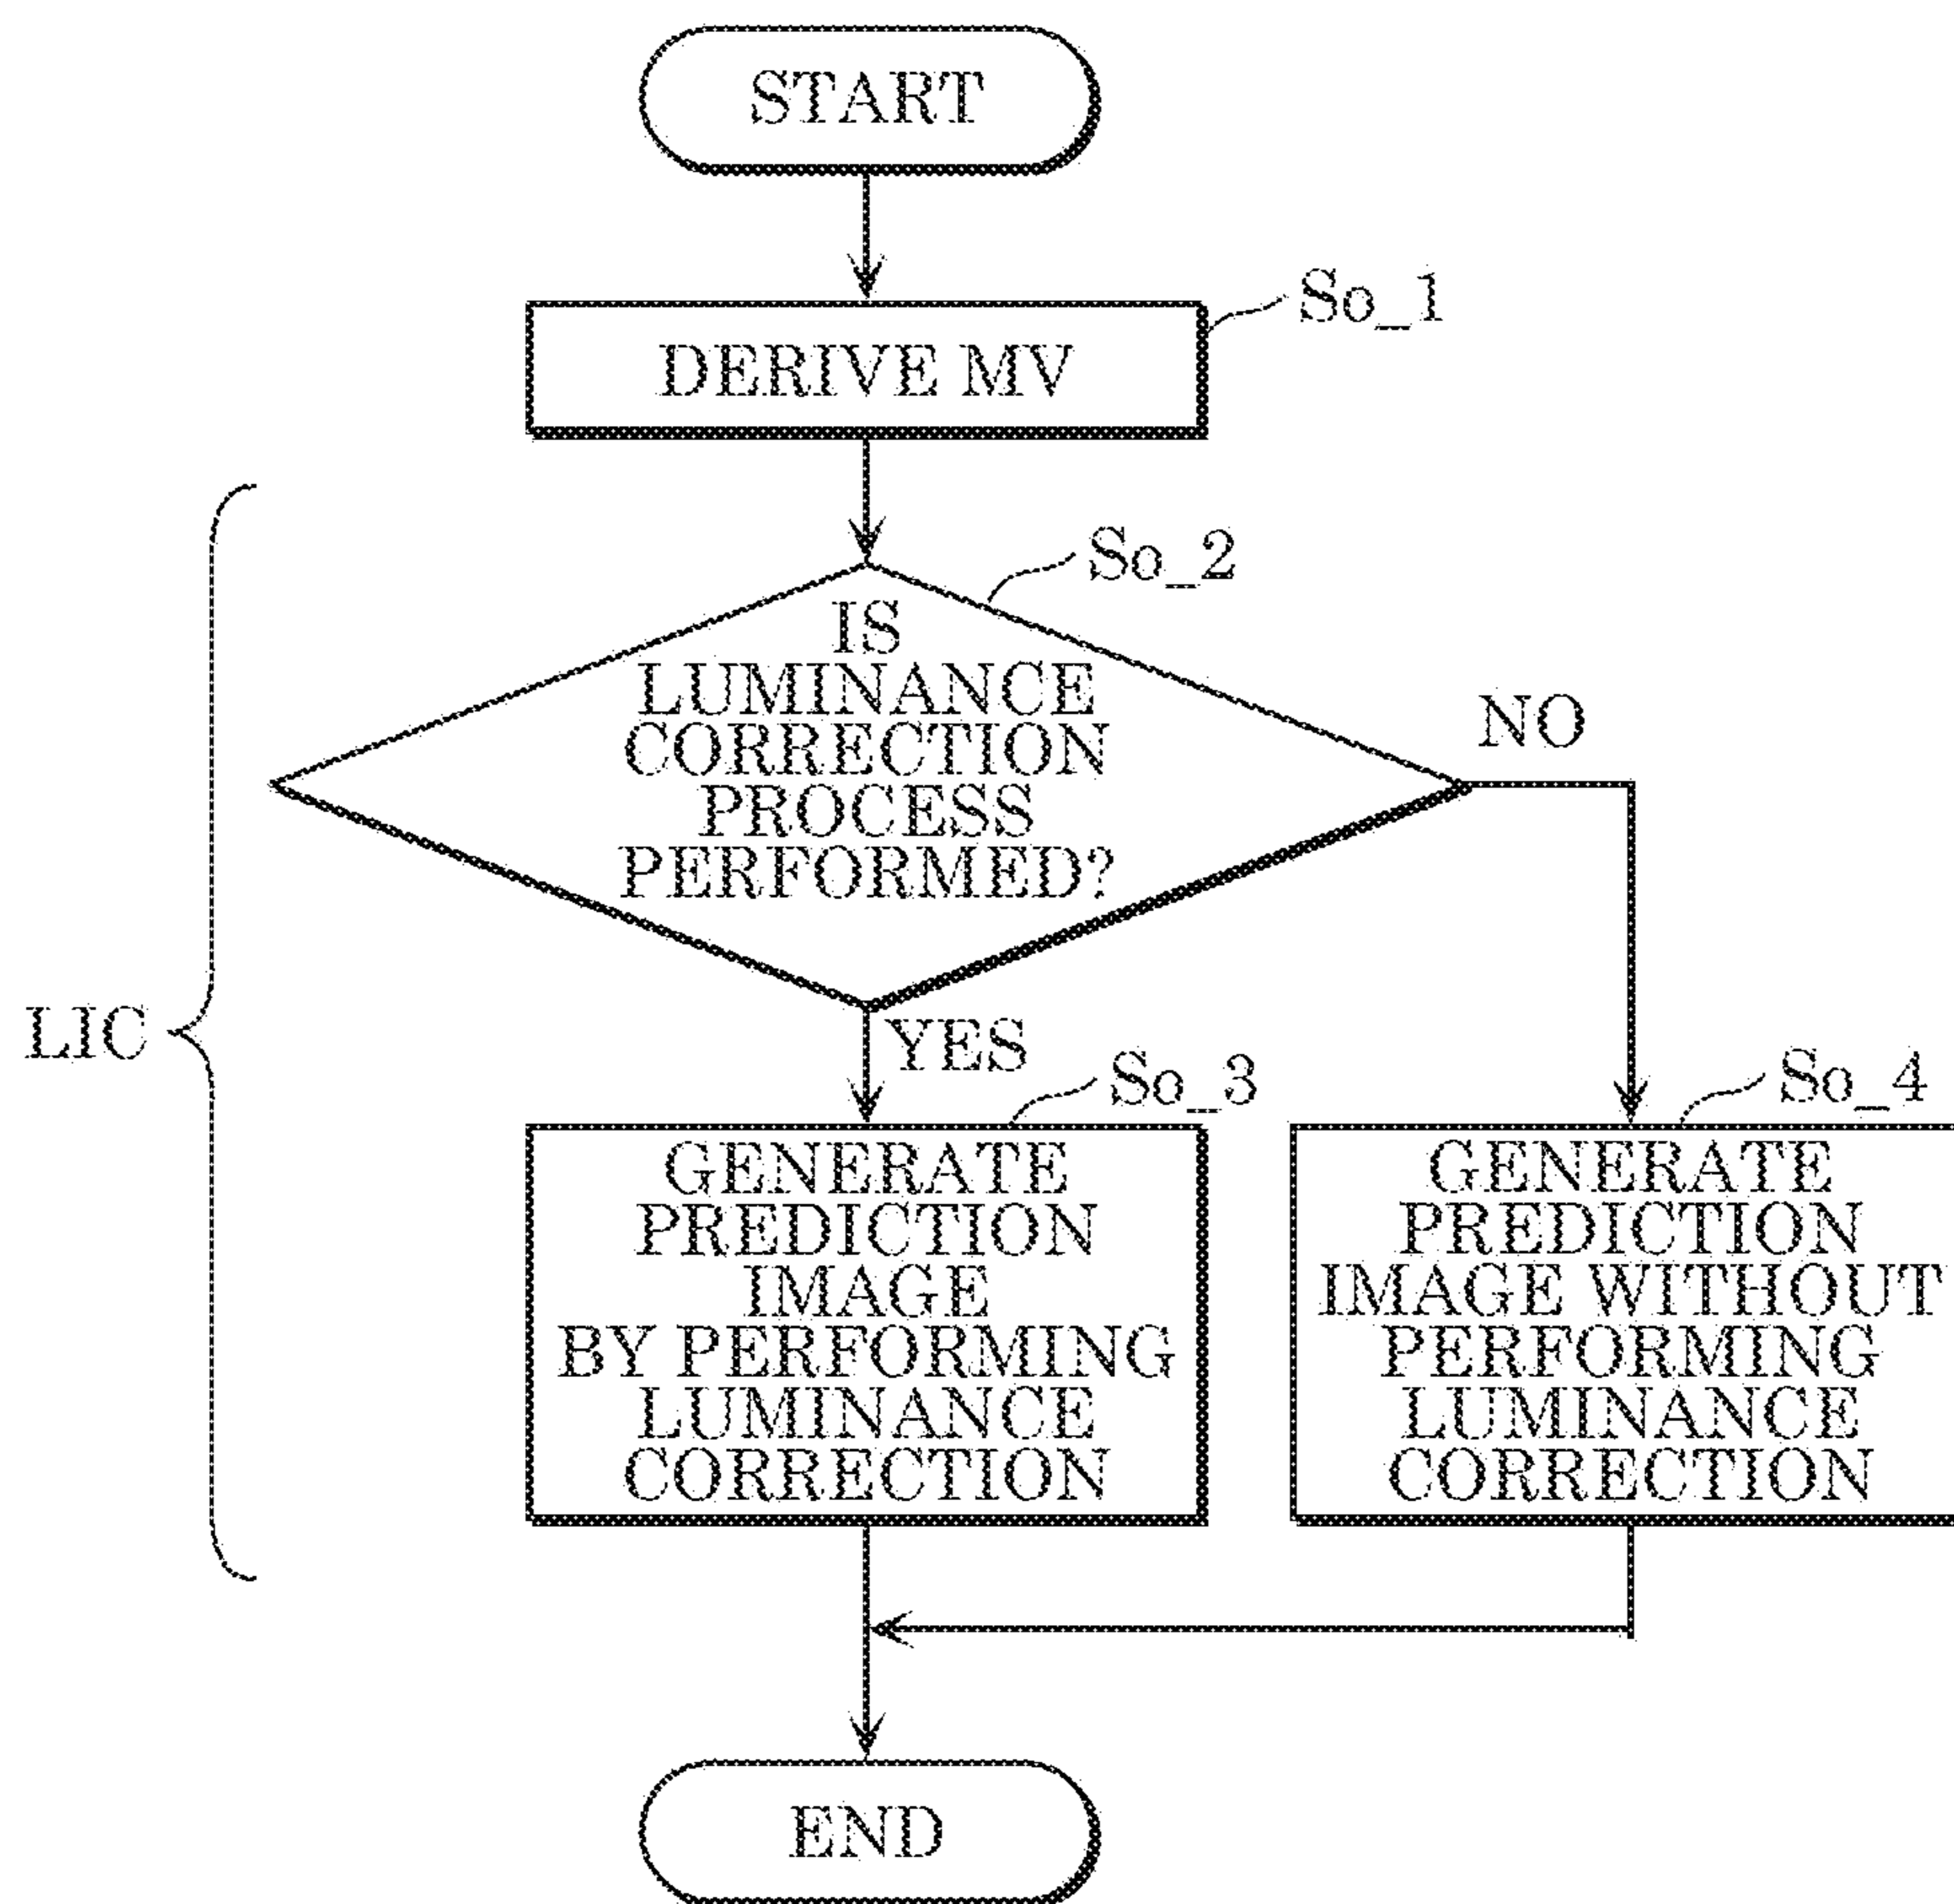 START
DERIVE MV
So_1
So_2
IS
LUMINANCE
CORRECTION
PROCESS
PERFORMED?
NO
LIC
YES
So_3
GENERATE
PREDICTION
IMAGE
BY PERFORMING
LUMINANCE
CORRECTION
So_4
GENERATE
PREDICTION
IMAGE WITHOUT
PERFORMING
LUMINANCE
CORRECTION
END